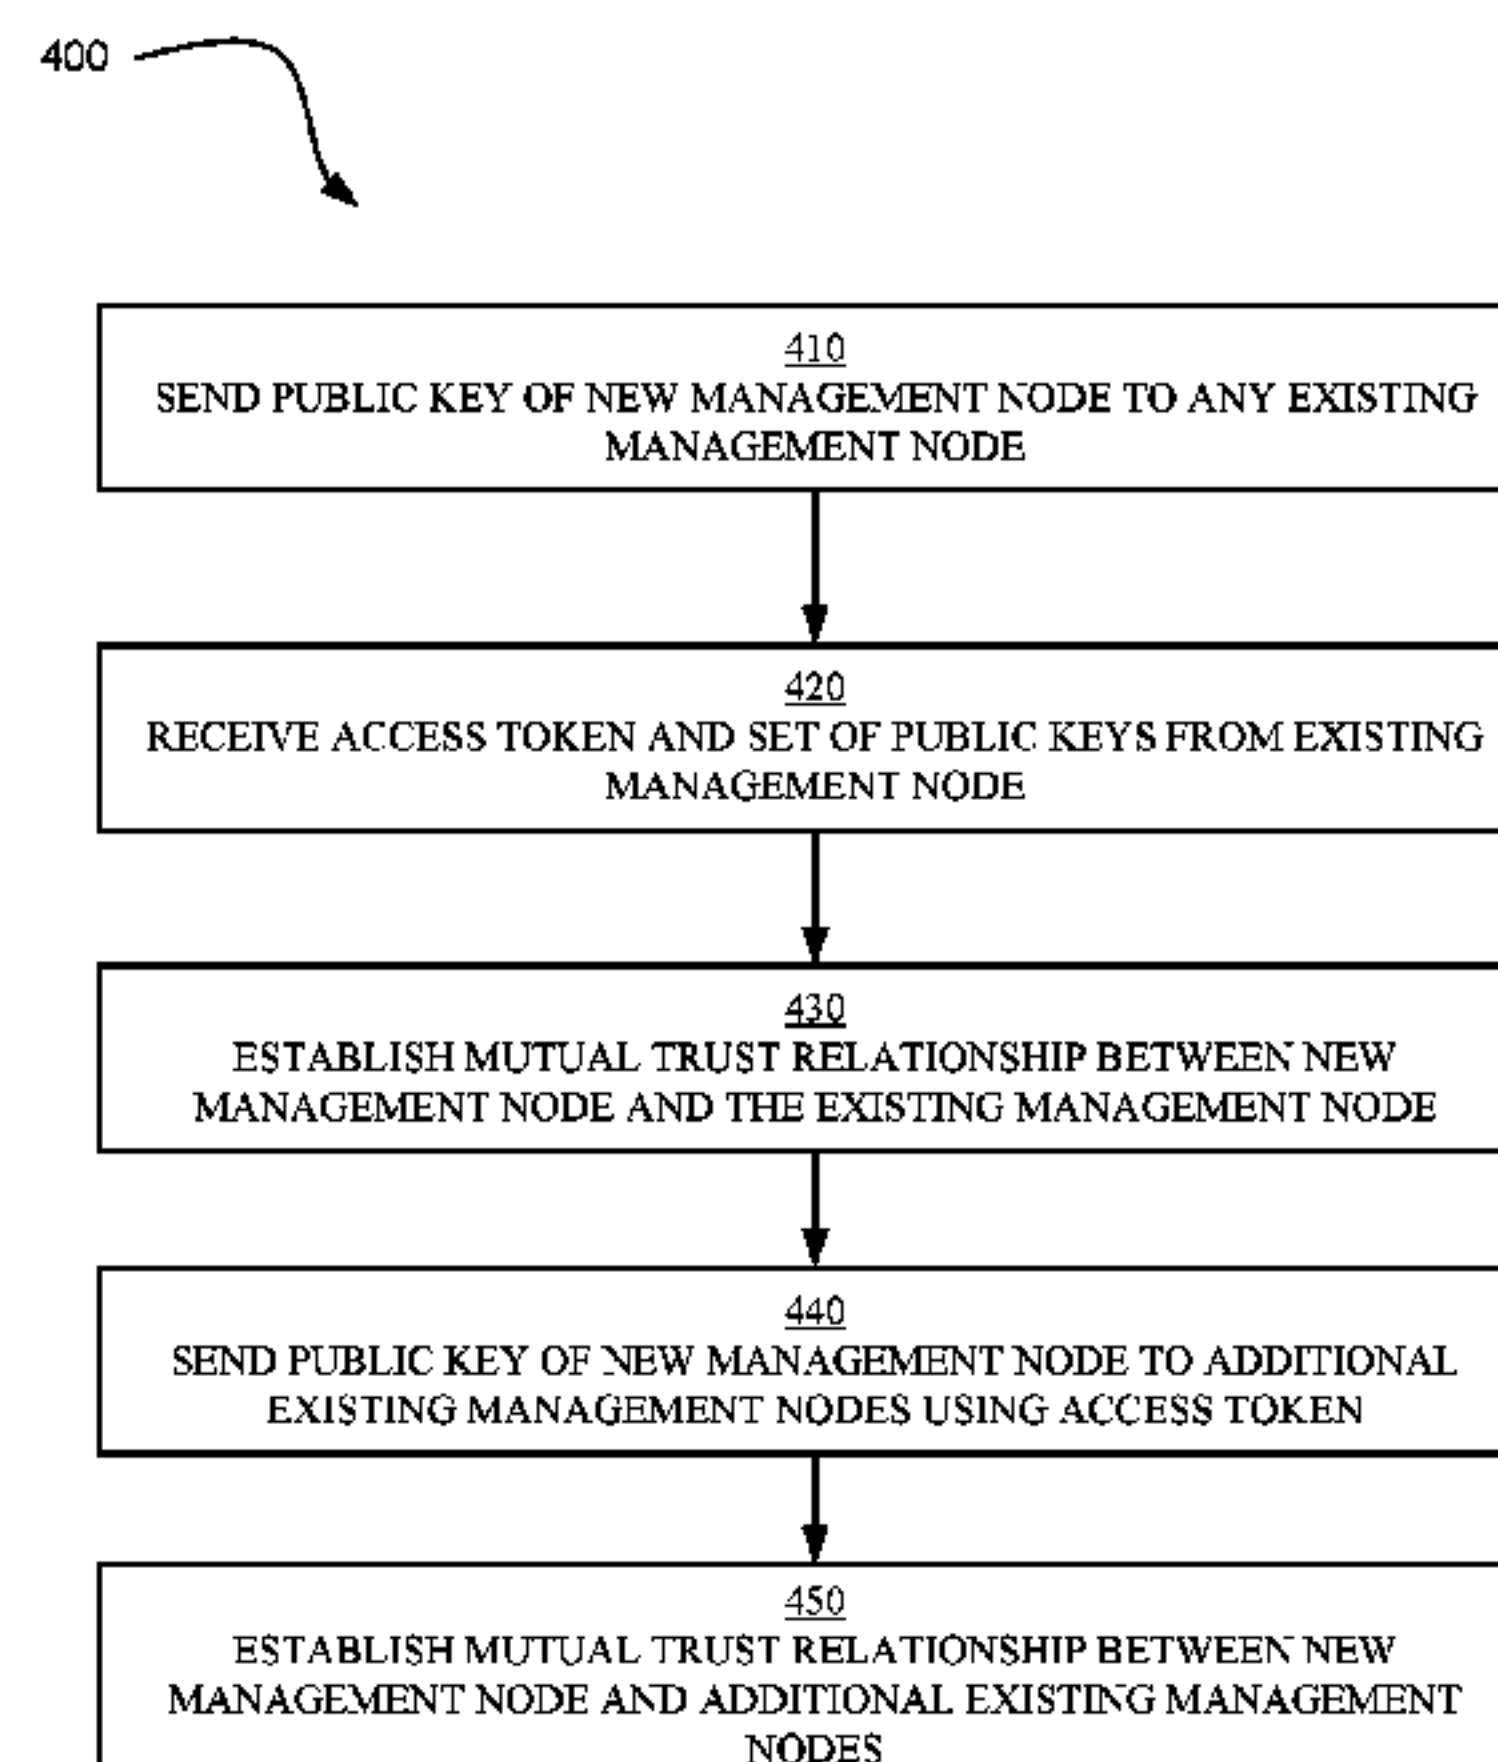 400
410
SEND PUBLIC KEY OF NEW MANAGEMENT NODE TO ANY EXISTING
MANAGEMENT NODE
420
RECEIVE ACCESS TOKEN AND SET OF PUBLIC KEYS FROM EXISTING
MANAGEMENT NODE
430
ESTABLISH MUTUAL TRUST RELATIONSHIP BETWEEN NEW
MANAGEMENT NODE AND THE EXISTING MANAGEMENT NODE
440
SEND PUBLIC KEY OF NEW MANAGEMENT NODE TO ADDITIONAL
EXISTING MANAGEMENT NODES USING ACCESS TOKEN
450
ESTABLISH MUTUAL TRUST RELATIONSHIP BETWEEN NEW
MANAGEMENT NODE AND ADDITIONAL EXISTING MANAGEMENT
NODES